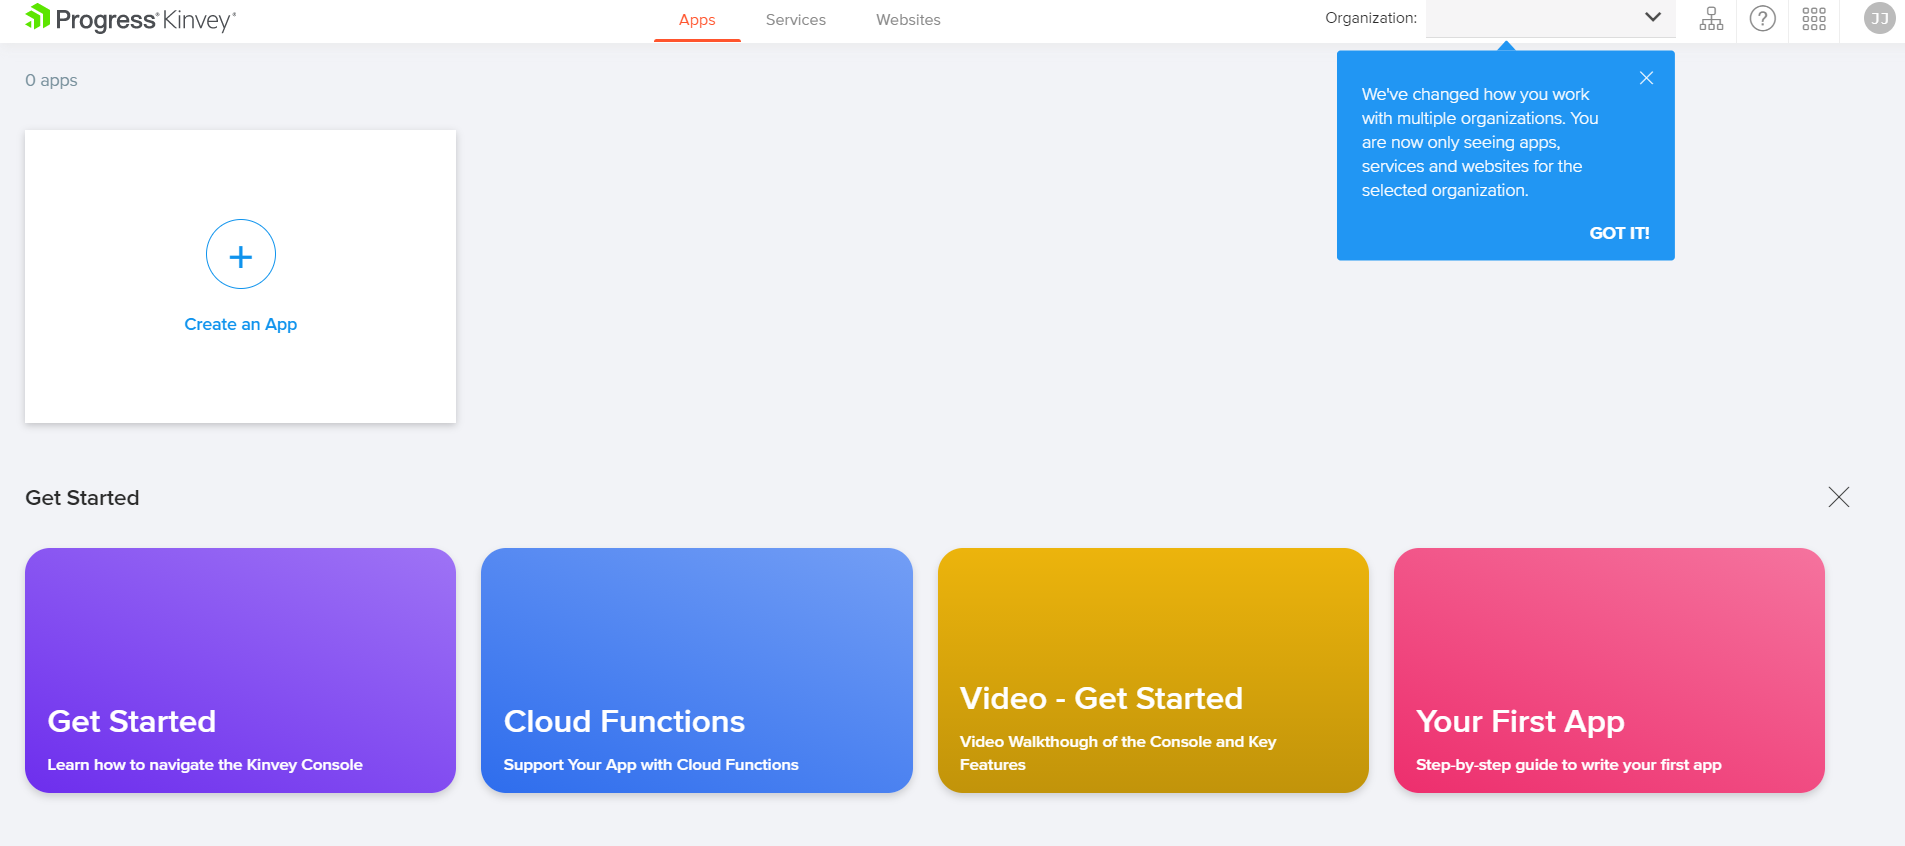 Progress® Kinvey®
Apps
Services
Websites
Organization:
JJ
0 apps
We've changed how you work
with multiple organizations. You
are now only seeing apps,
services and websites for the
selected organization.
GOT IT!
Create an App
Get Started
Get Started
Learn how to navigate the Kinvey Console
Cloud Functions
Support Your App with Cloud Functions
Video - Get Started
Video Walkthough of the Console and Key
Features
Your First App
Step-by-step guide to write your first app